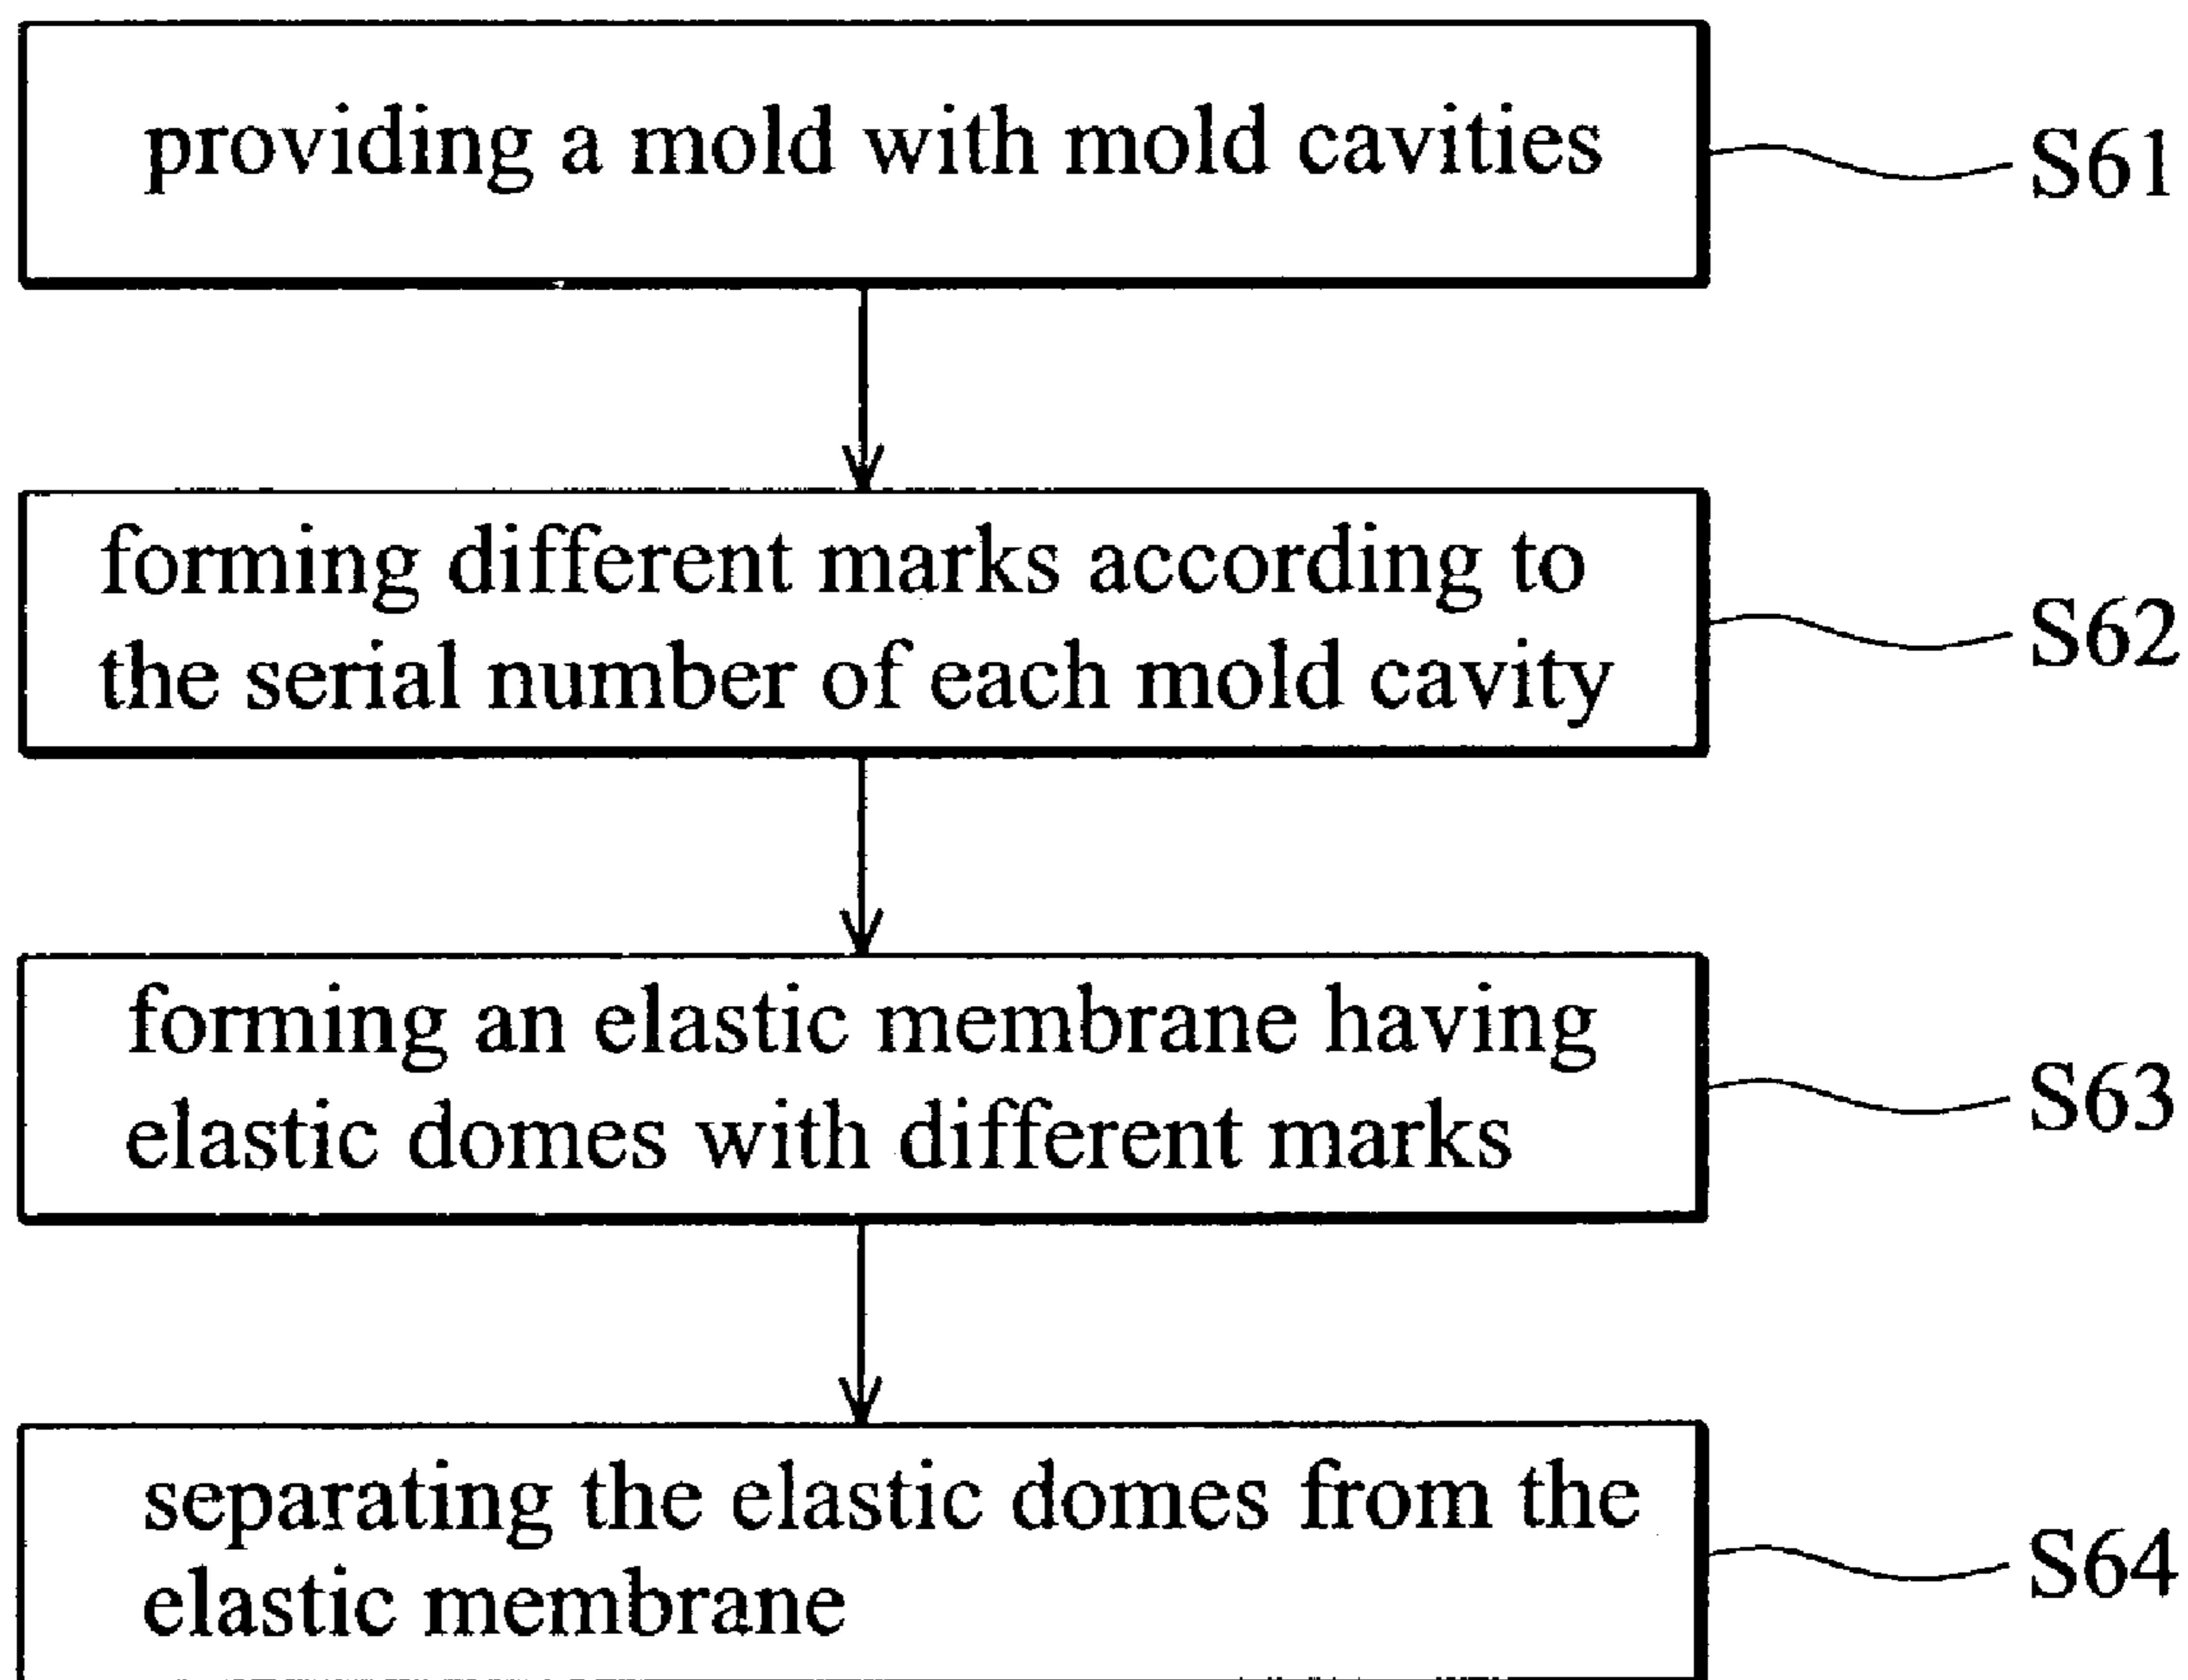 providing a mold with mold cavities
S61
forming different marks according to
the serial number of each mold cavity
S62
forming an elastic membrane having
elastic domes with different marks
S63
separating the elastic domes from the
elastic membrane
S64